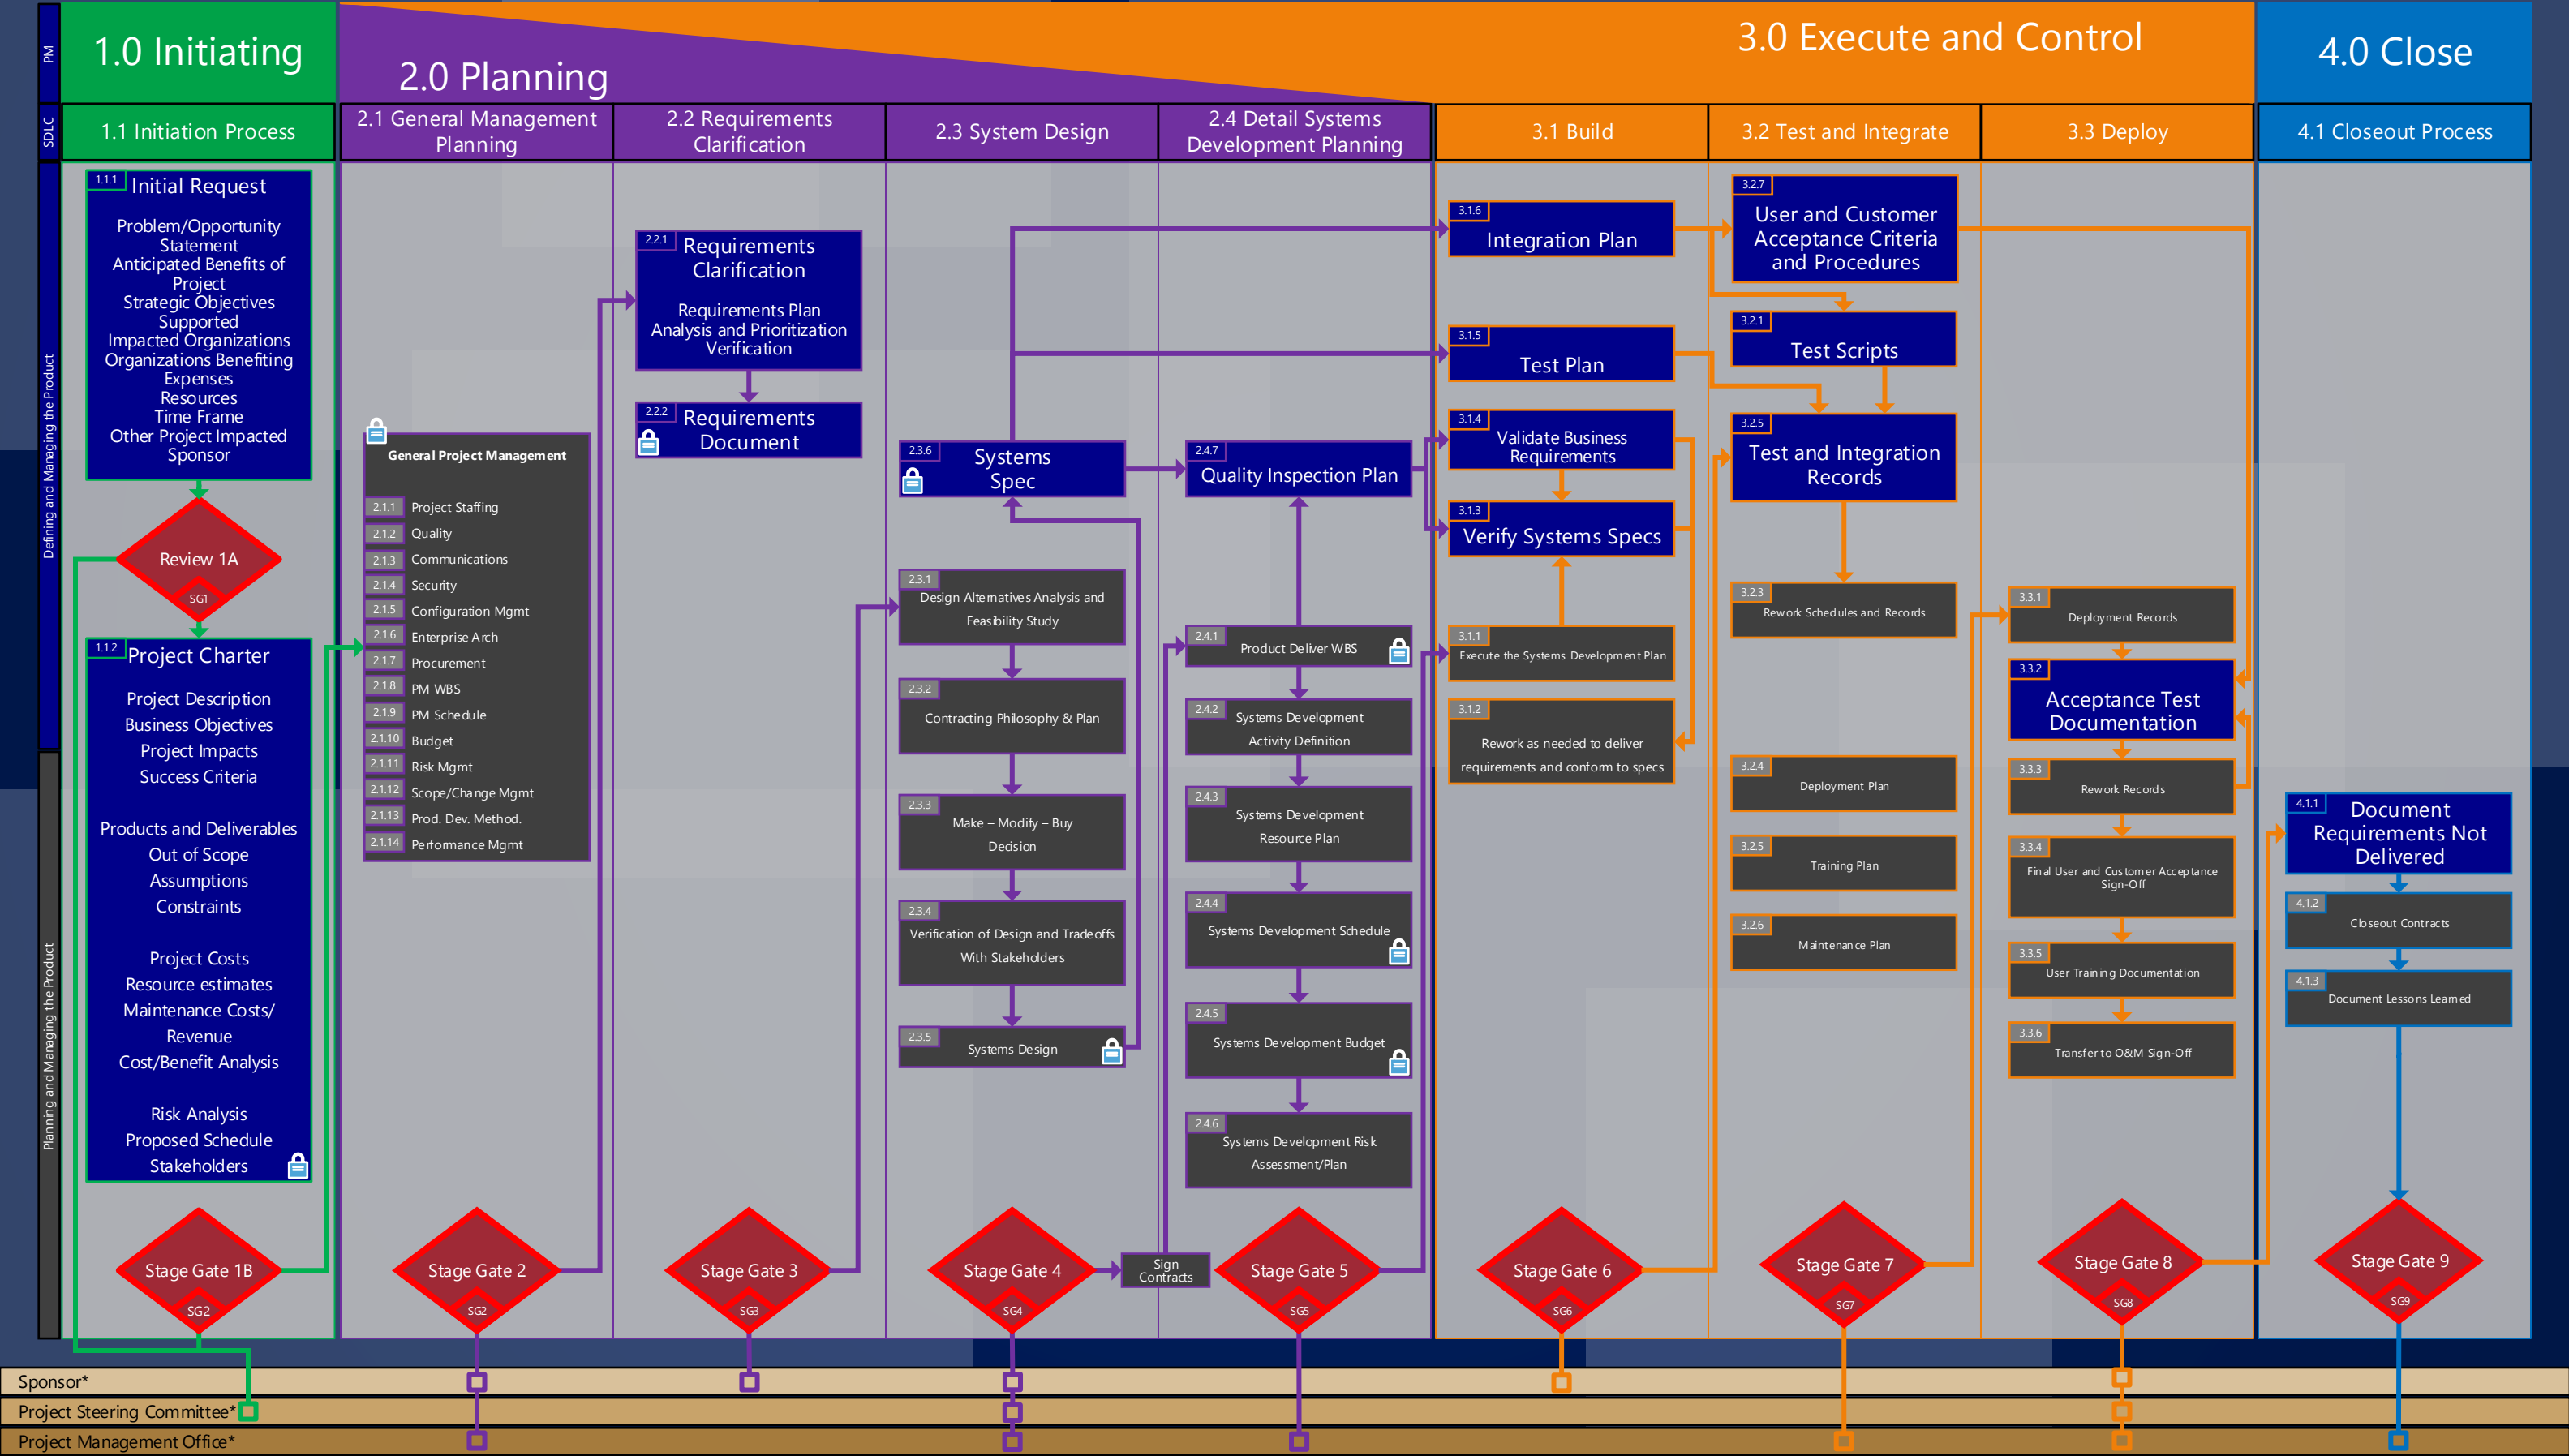 PM
1.0 Initiating
2.0 Planning
3.0 Execute and Control
4.0 Close
SDLC
1.1 Initiation Process
2.1 General Management
Planning
2.2 Requirements
Clarification
2.3 System Design
2.4 Detail Systems
Development Planning
3.1 Build
3.2 Test and Integrate
3.3 Deploy
4.1 Closeout Process
Defining and Managing the Product
Planning and Managing the Product
1.1.1
Initial Request
Problem/Opportunity
Statement
Anticipated Benefits of
Project
Strategic Objectives
Supported
Impacted Organizations
Organizations Benefiting
Expenses
Resources
Time Frame
Other Project Impacted
Sponsor
Review 1A
SG1
1.1.2
Project Charter
Project Description
Business Objectives
Project Impacts
Success Criteria
Products and Deliverables
Out of Scope
Assumptions
Constraints
Project Costs
Resource estimates
Maintenance Costs/
Revenue
Cost/Benefit Analysis
Risk Analysis
Proposed Schedule
Stakeholders
Stage Gate 1B
SG2
General Project Management
2.1.1 Project Staffing
2.1.2 Quality
2.1.3 Communications
2.1.4 Security
2.1.5 Configuration Mgmt
2.1.6 Enterprise Arch
2.1.7 Procurement
2.1.8 PM WBS
2.1.9 PM Schedule
2.1.10 Budget
2.1.11 Risk Mgmt
2.1.12 Scope/Change Mgmt
2.1.13 Prod. Dev. Method.
2.1.14 Performance Mgmt
Stage Gate 2
SG2
2.2.1
Requirements
Clarification
Requirements Plan
Analysis and Prioritization
Verification
2.2.2
Requirements
Document
Stage Gate 3
SG3
2.3.6
Systems
Spec
2.3.1
Design Alternatives Analysis and
Feasibility Study
2.3.2
Contracting Philosophy & Plan
2.3.3
Make – Modify – Buy
Decision
2.3.4
Verification of Design and Tradeoffs
With Stakeholders
2.3.5
Systems Design
Stage Gate 4
SG4
Sign
Contracts
2.4.7
Quality Inspection Plan
2.4.1
Product Deliver WBS
2.4.2
Systems Development
Activity Definition
2.4.3
Systems Development
Resource Plan
2.4.4
Systems Development Schedule
2.4.5
Systems Development Budget
2.4.6
Systems Development Risk
Assessment/Plan
Stage Gate 5
SG5
3.1.6
Integration Plan
3.1.5
Test Plan
3.1.4
Validate Business
Requirements
3.1.3
Verify Systems Specs
3.1.1
Execute the Systems Development Plan
3.1.2
Rework as needed to deliver
requirements and conform to specs
Stage Gate 6
SG6
3.2.7
User and Customer
Acceptance Criteria
and Procedures
3.2.1
Test Scripts
3.2.5
Test and Integration
Records
3.2.3
Rework Schedules and Records
3.2.4
Deployment Plan
3.2.5
Training Plan
3.2.6
Maintenance Plan
Stage Gate 7
SG7
3.3.1
Deployment Records
3.3.2
Acceptance Test
Documentation
3.3.3
Rework Records
3.3.4
Final User and Customer Acceptance
Sign-Off
3.3.5
User Training Documentation
3.3.6
Transfer to O&M Sign-Off
Stage Gate 8
SG8
4.1.1
Document
Requirements Not
Delivered
4.1.2
Closeout Contracts
4.1.3
Document Lessons Learned
Stage Gate 9
SG9
Sponsor*
Project Steering Committee*
Project Management Office*